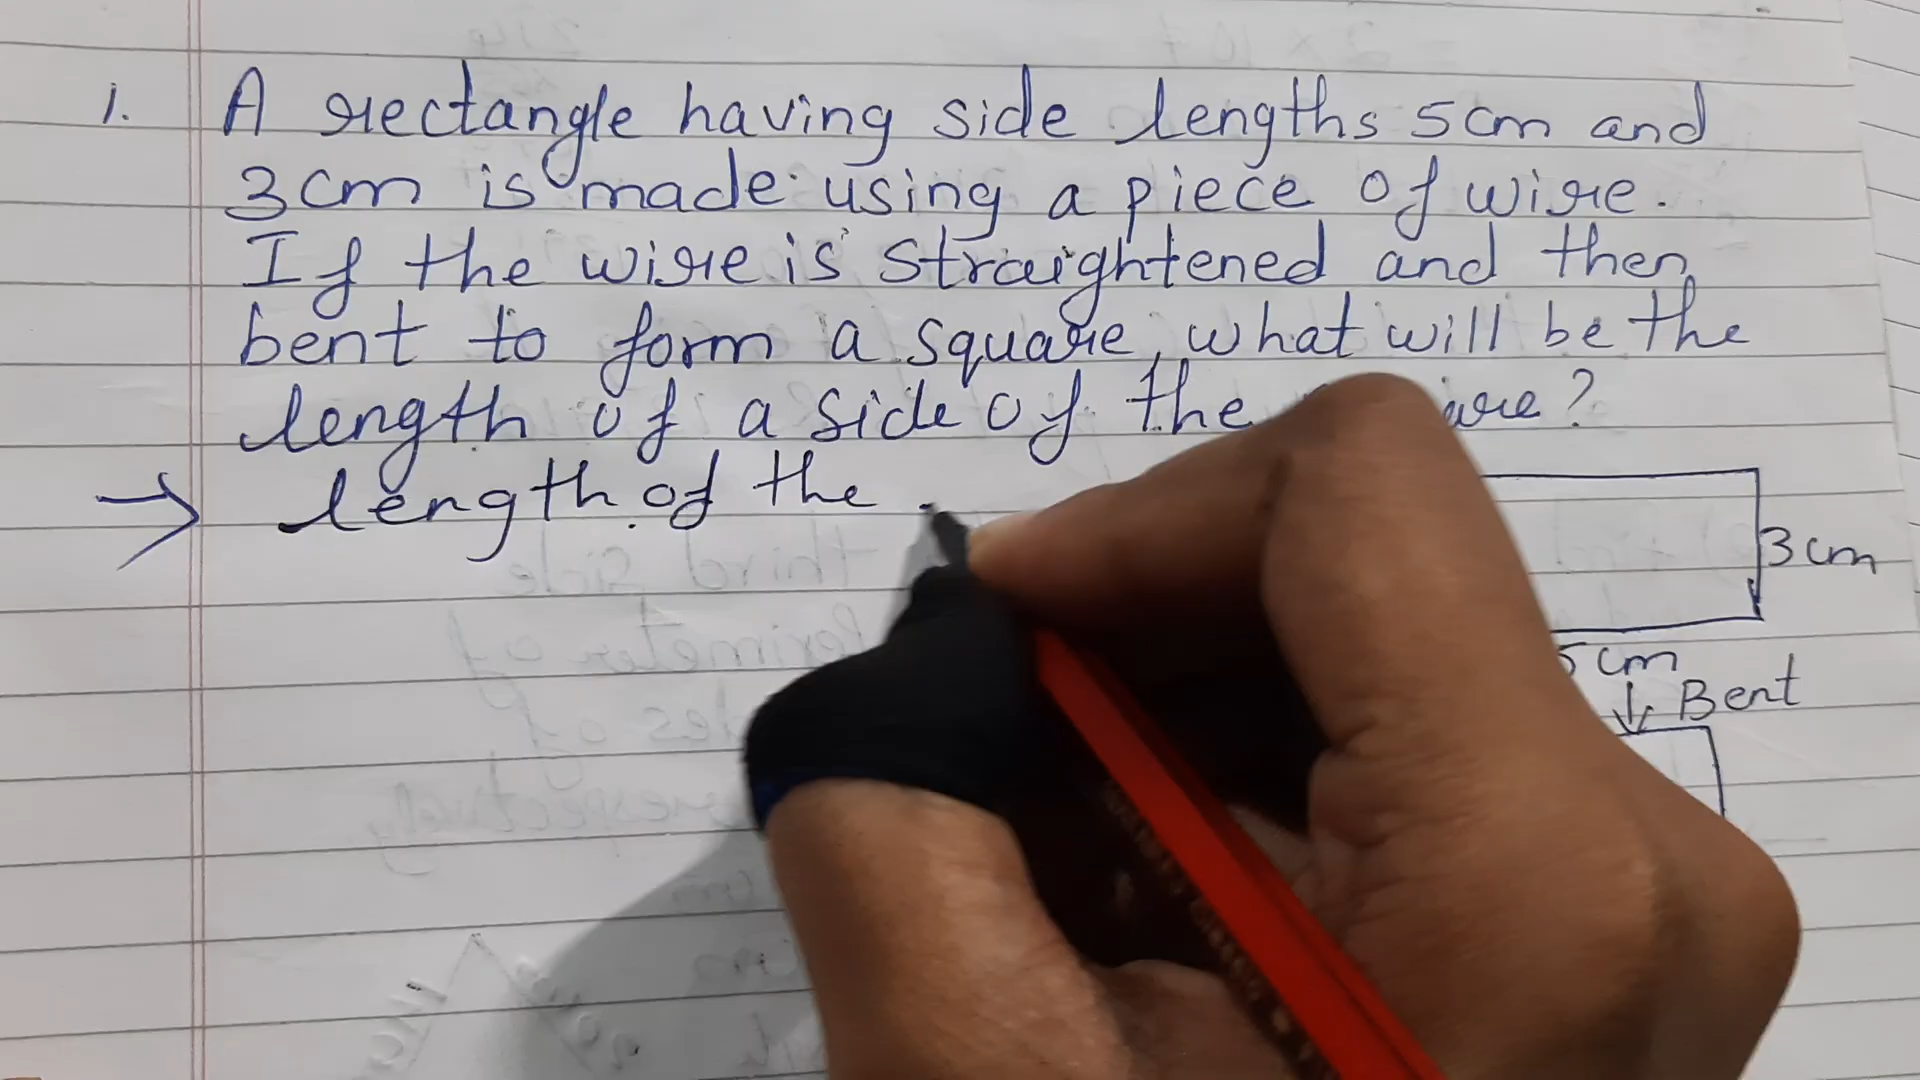 1. A rectangle having side lengths 5cm and
3cm is made using a piece of wire.
If the wire is straightened and then
bent to form a square, what will be the
length of a side of the are?
→ length of the
3cm
5cm
↓ Bent